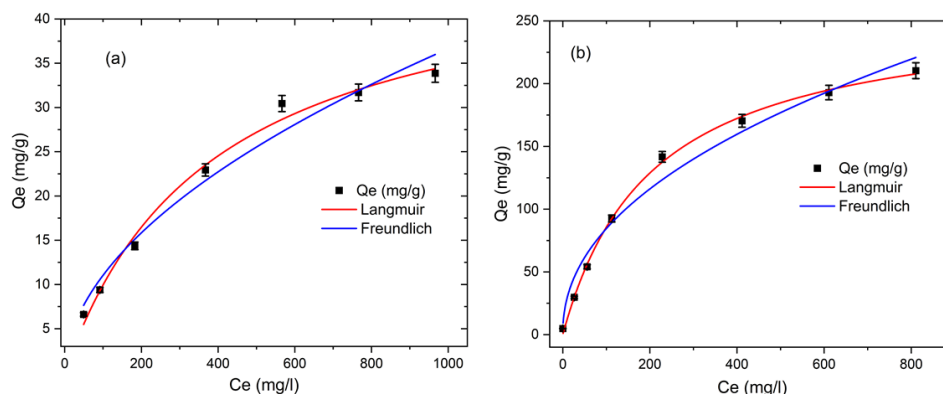 (a)
40
35
30
25
20
15
10
5
Qe (mg/g)
Qe (mg/g)
Langmuir
Freundlich
0 200 400 600 800 1000
Ce (mg/l)
(b)
250
200
150
100
50
0
Qe (mg/g)
Qe (mg/g)
Langmuir
Freundlich
0 200 400 600 800
Ce (mg/l)